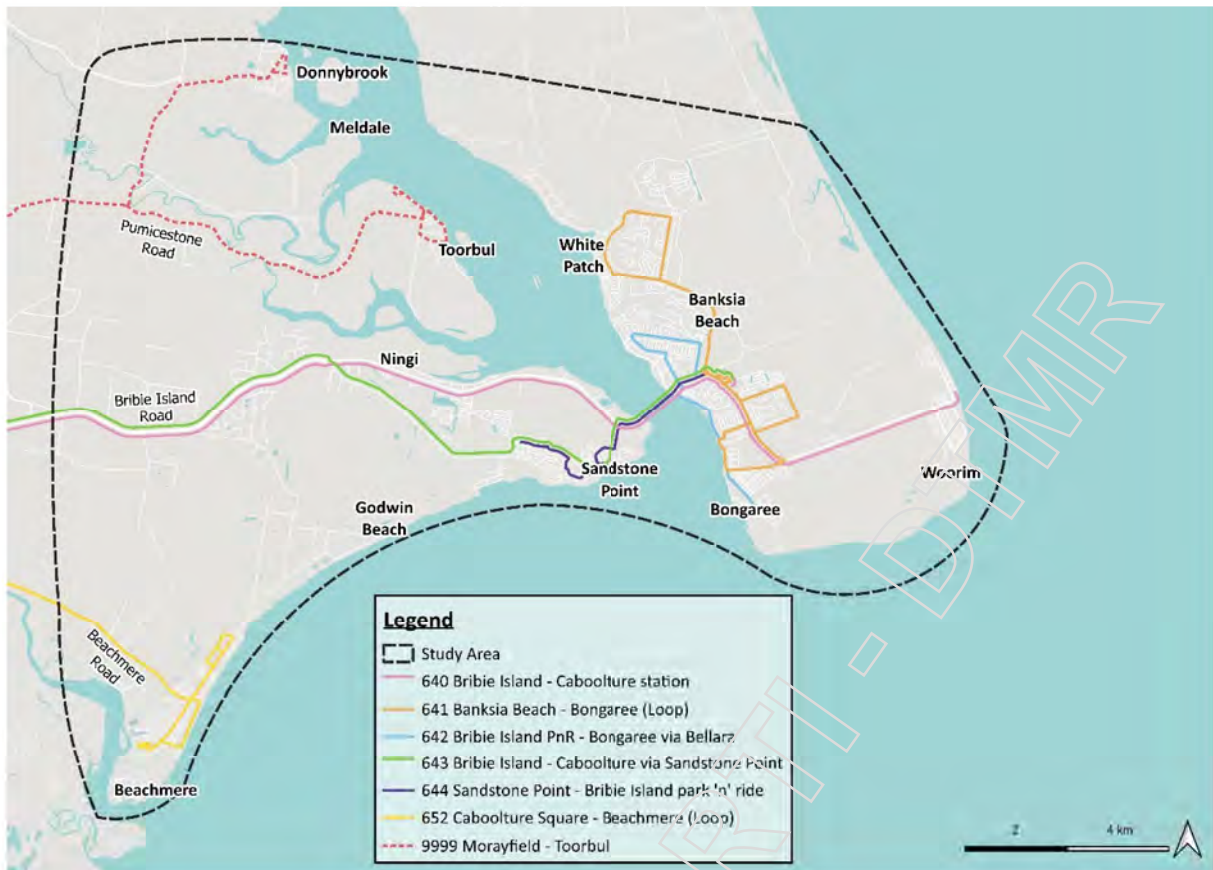 Donnybrook
Meldale
Pumicestone
Road
Toorbul
White
Patch
Banksia
Beach
Ningi
Bribie Island
Road
Sandstone
Point
Woorim
Godwin
Beach
Bongaree
Beachmere
Road
Beachmere
Legend
Study Area
640 Bribie Island - Caboolture station
641 Banksia Beach - Bongaree (Loop)
642 Bribie Island PnR - Bongaree via Bellara
643 Bribie Island - Caboolture via Sandstone Point
644 Sandstone Point - Bribie Island park 'n' ride
652 Caboolture Square - Beachmere (Loop)
9999 Morayfield - Toorbul
2 4 km
RTI - DTMR